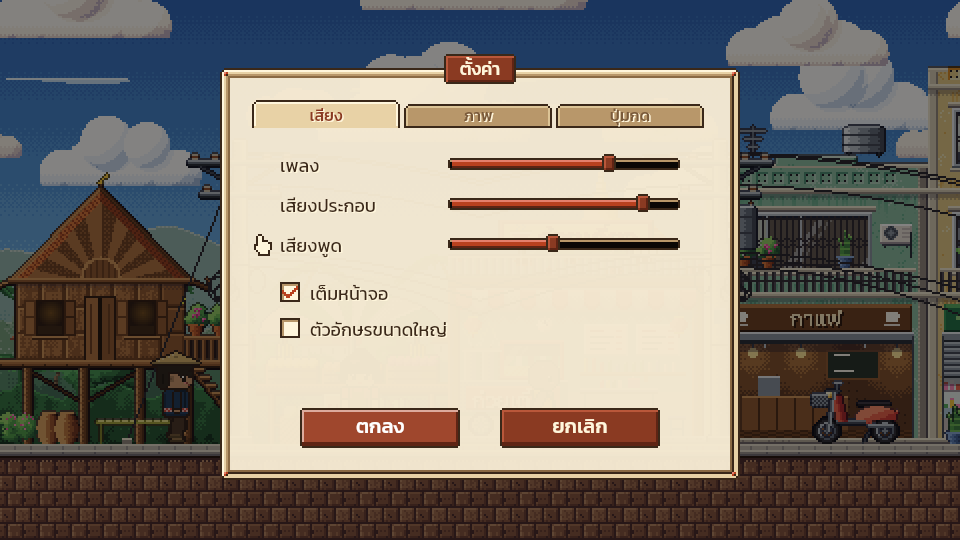 ตั้งค่า
เสียง
ภาพ
ปุ่มกด
เพลง
เสียงประกอบ
เสียงพูด
เต็มหน้าจอ
ตัวอักษรขนาดใหญ่
ตกลง
ยกเลิก
กาแฟ